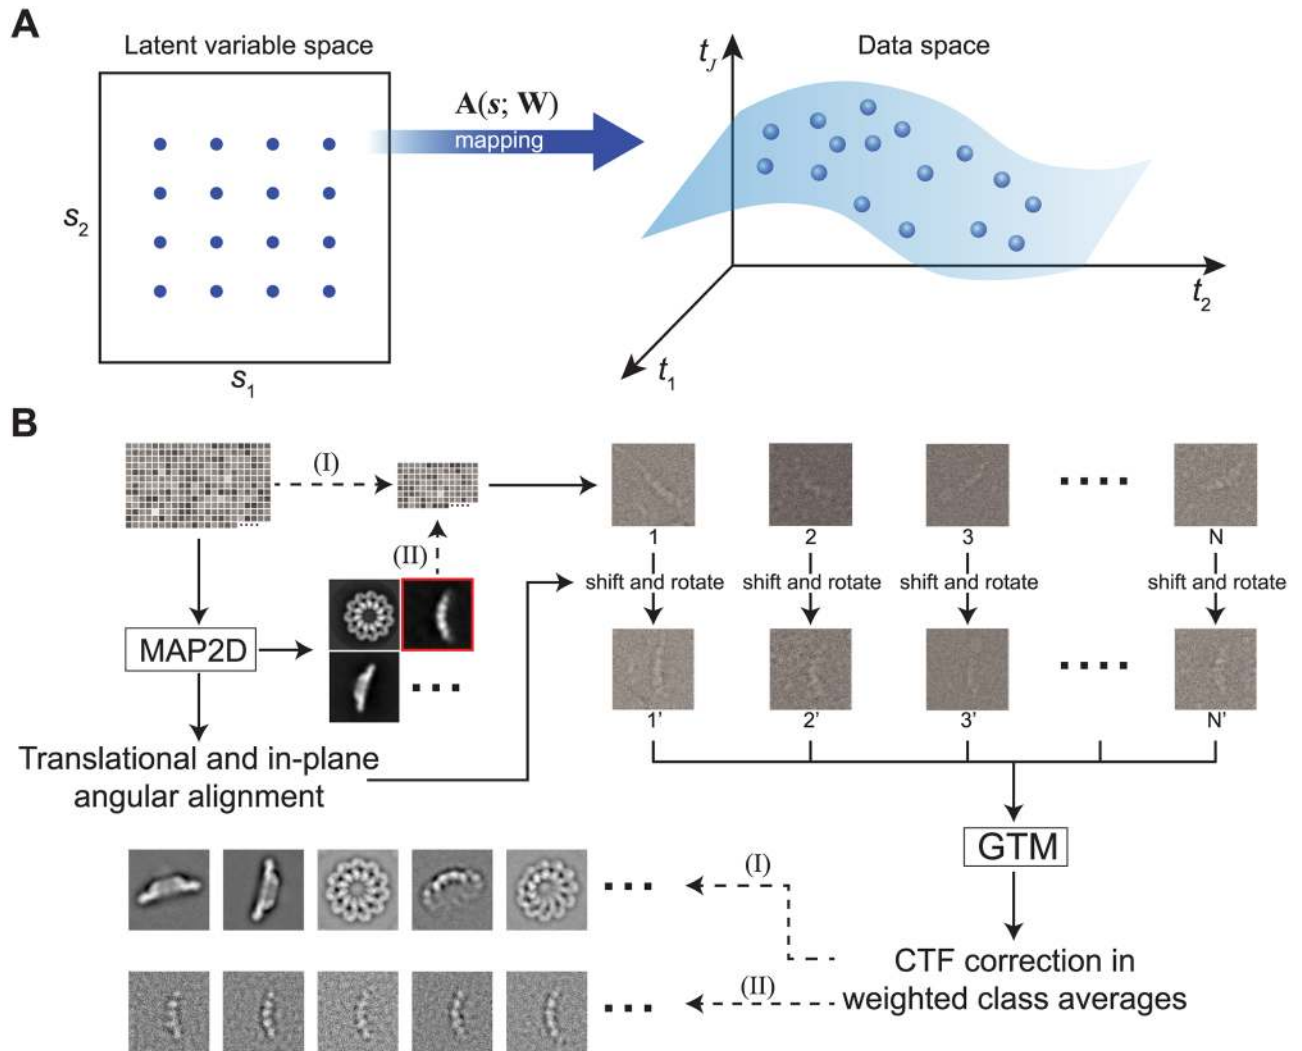 A
Latent variable space
Data space
A(s; W)
mapping
s2
s1
tJ
t2
t1
B
(I)
(II)
1
2
3
N
shift and rotate
shift and rotate
shift and rotate
shift and rotate
MAP2D
1’
2’
3’
N’
Translational and in-plane
angular alignment
GTM
(I)
CTF correction in
weighted class averages
(II)